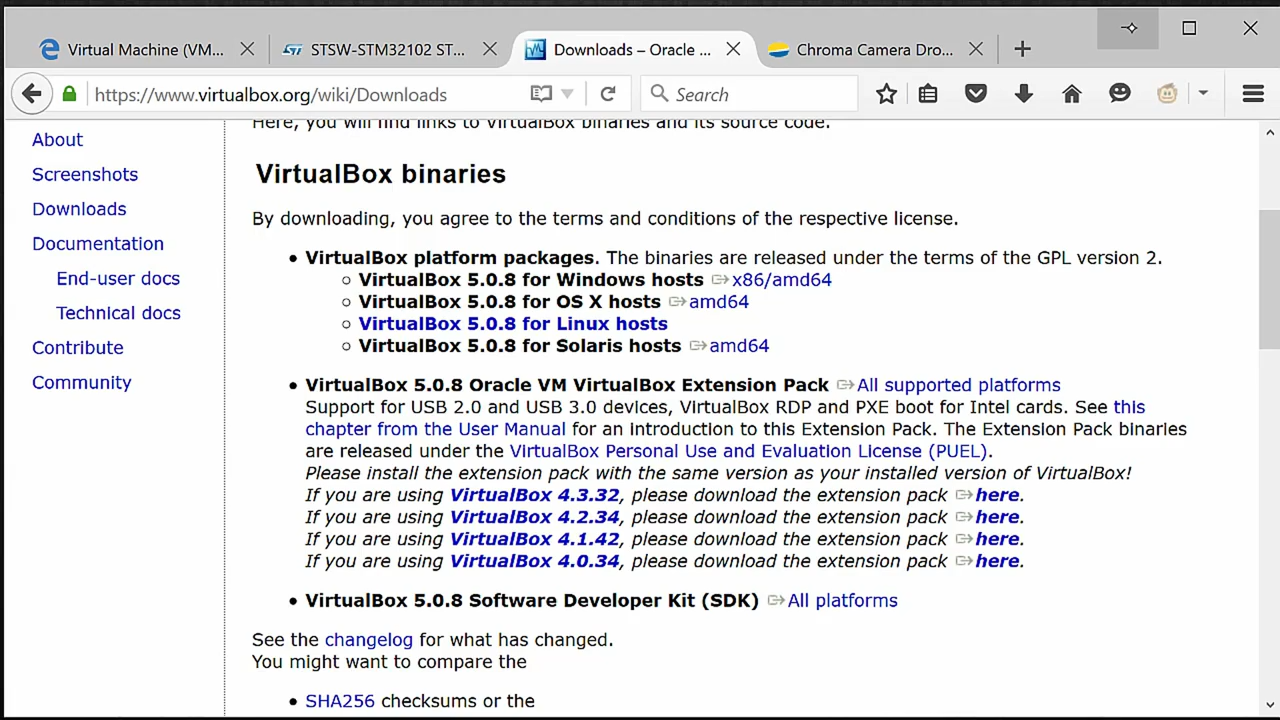 Virtual Machine (VM...
STSW-STM32102 ST...
Downloads – Oracle ...
Chroma Camera Dro...
https://www.virtualbox.org/wiki/Downloads
Search
About
Screenshots
Downloads
Documentation
End-user docs
Technical docs
Contribute
Community
Here, you will find links to VirtualBox binaries and its source code.
VirtualBox binaries
By downloading, you agree to the terms and conditions of the respective license.
• VirtualBox platform packages. The binaries are released under the terms of the GPL version 2.
○ VirtualBox 5.0.8 for Windows hosts x86/amd64
○ VirtualBox 5.0.8 for OS X hosts amd64
○ VirtualBox 5.0.8 for Linux hosts
○ VirtualBox 5.0.8 for Solaris hosts amd64
• VirtualBox 5.0.8 Oracle VM VirtualBox Extension Pack All supported platforms
Support for USB 2.0 and USB 3.0 devices, VirtualBox RDP and PXE boot for Intel cards. See this
chapter from the User Manual for an introduction to this Extension Pack. The Extension Pack binaries
are released under the VirtualBox Personal Use and Evaluation License (PUEL).
Please install the extension pack with the same version as your installed version of VirtualBox!
If you are using VirtualBox 4.3.32, please download the extension pack here.
If you are using VirtualBox 4.2.34, please download the extension pack here.
If you are using VirtualBox 4.1.42, please download the extension pack here.
If you are using VirtualBox 4.0.34, please download the extension pack here.
• VirtualBox 5.0.8 Software Developer Kit (SDK) All platforms
See the changelog for what has changed.
You might want to compare the
• SHA256 checksums or the